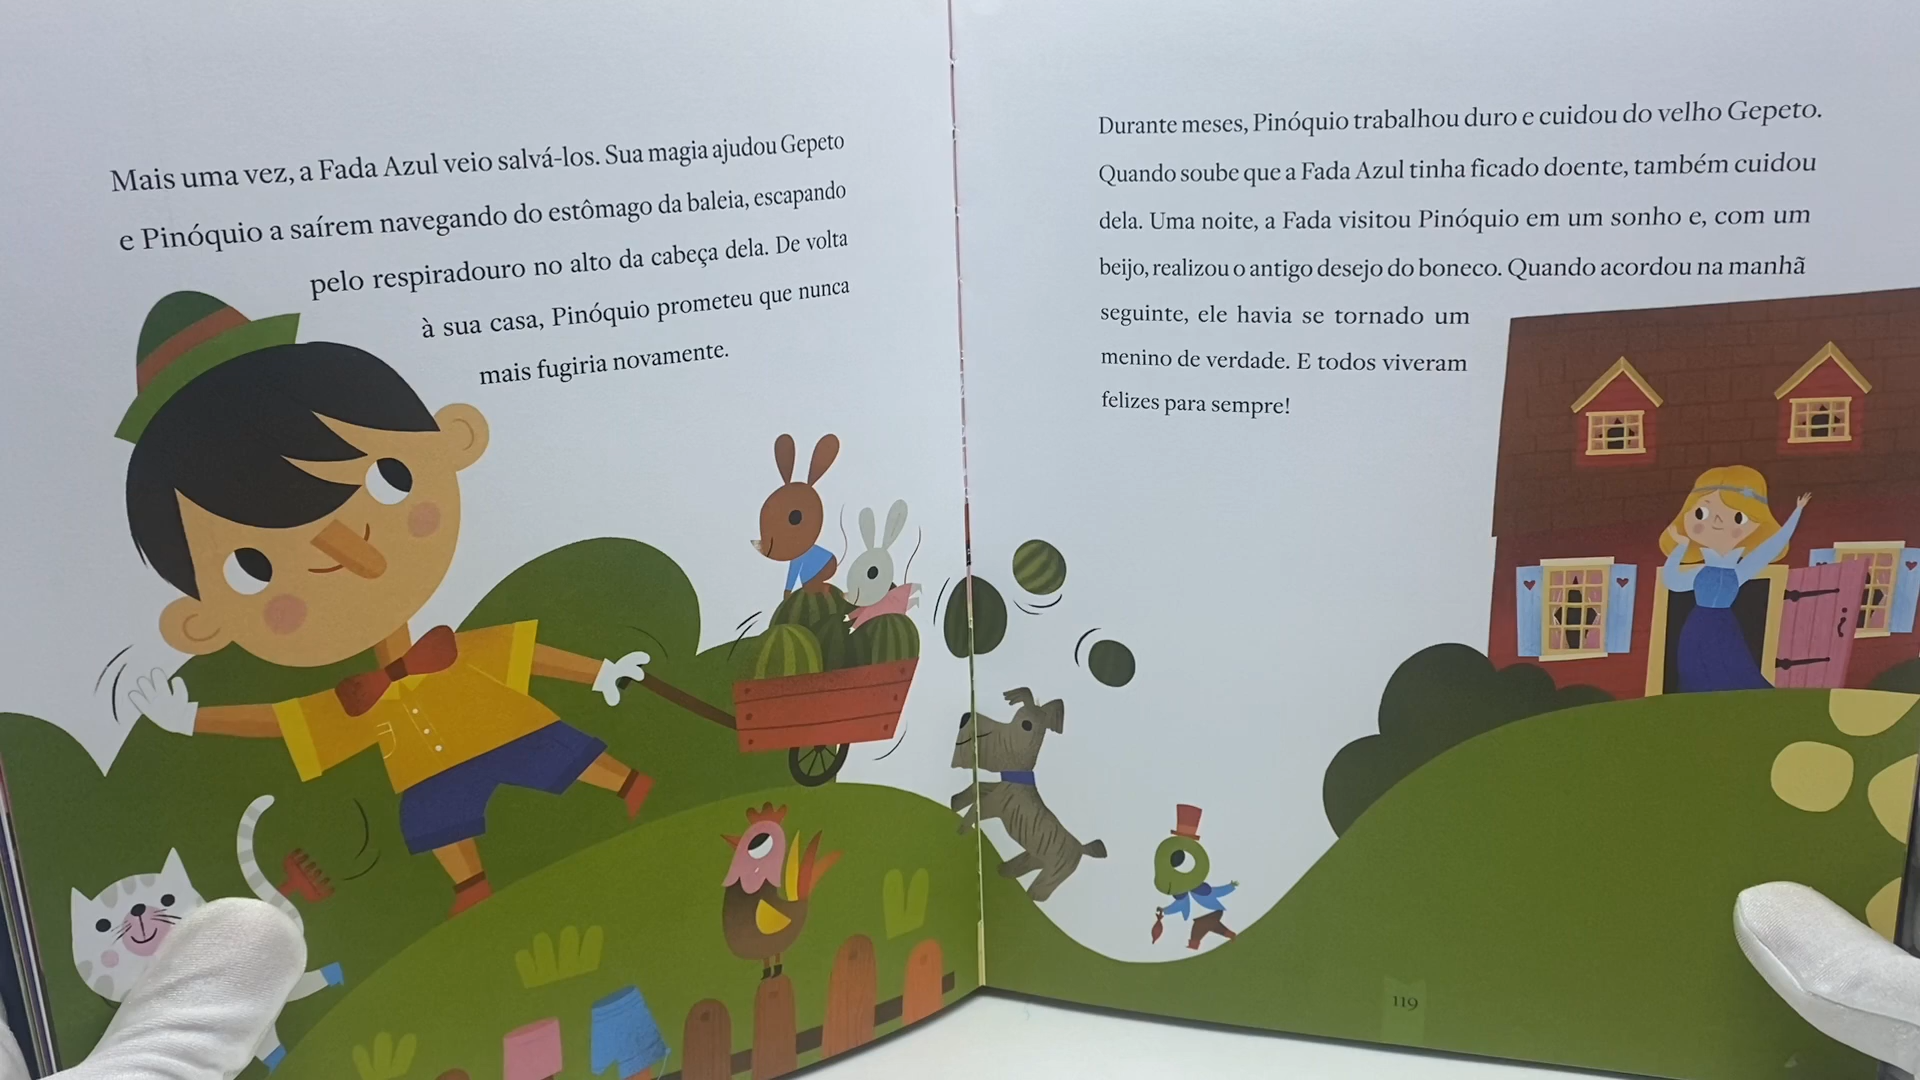 Mais uma vez, a Fada Azul veio salvá-los. Sua magia ajudou Gepeto
e Pinóquio a saírem navegando do estômago da baleia, escapando
pelo respiradouro no alto da cabeça dela. De volta
à sua casa, Pinóquio prometeu que nunca
mais fugiria novamente.
Durante meses, Pinóquio trabalhou duro e cuidou do velho Gepeto.
Quando soube que a Fada Azul tinha ficado doente, também cuidou
dela. Uma noite, a Fada visitou Pinóquio em um sonho e, com um
beijo, realizou o antigo desejo do boneco. Quando acordou na manhã
seguinte, ele havia se tornado um
menino de verdade. E todos viveram
felizes para sempre!
119